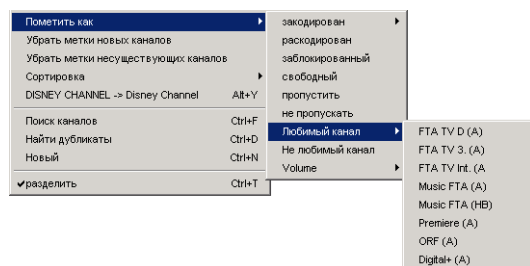 Пометить как
Убрать метки новых каналов
Убрать метки несуществующих каналов
Сортировка
DISNEY CHANNEL -> Disney Channel Alt+Y
Поиск каналов Ctrl+F
Найти дубликаты Ctrl+D
Новый Ctrl+N
✔разделить Ctrl+T
закодирован
раскодирован
заблокированный
свободный
пропустить
не пропускать
Любимый канал
Не любимый канал
Volume
FTA TV D (A)
FTA TV 3. (A)
FTA TV Int. (A
Music FTA (A)
Music FTA (HB)
Premiere (A)
ORF (A)
Digital+ (A)